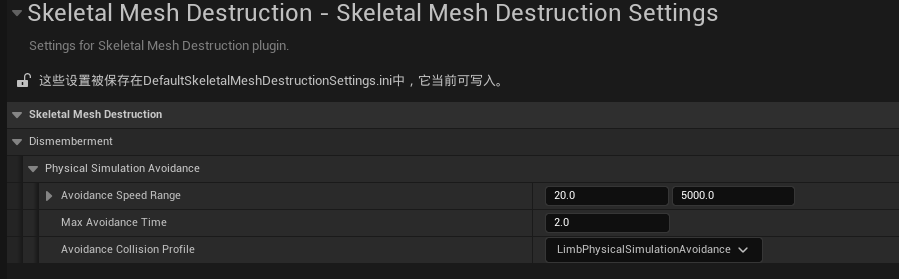 Skeletal Mesh Destruction - Skeletal Mesh Destruction Settings
Settings for Skeletal Mesh Destruction plugin.
这些设置被保存在DefaultSkeletalMeshDestructionSettings.ini中，它当前可写入。
Skeletal Mesh Destruction
Dismemberment
Physical Simulation Avoidance
Avoidance Speed Range 20.0 5000.0
Max Avoidance Time 2.0
Avoidance Collision Profile LimbPhysicalSimulationAvoidance